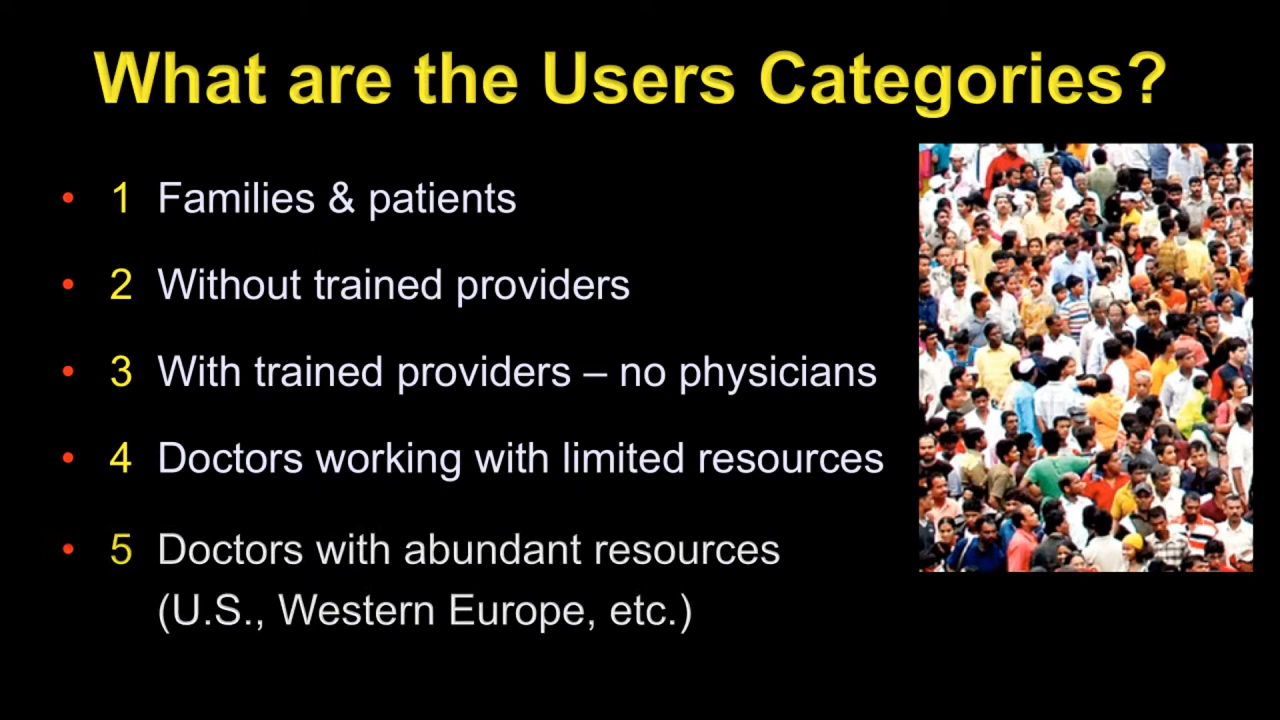 What are the Users Categories?
• 1 Families & patients
• 2 Without trained providers
• 3 With trained providers – no physicians
• 4 Doctors working with limited resources
• 5 Doctors with abundant resources
(U.S., Western Europe, etc.)